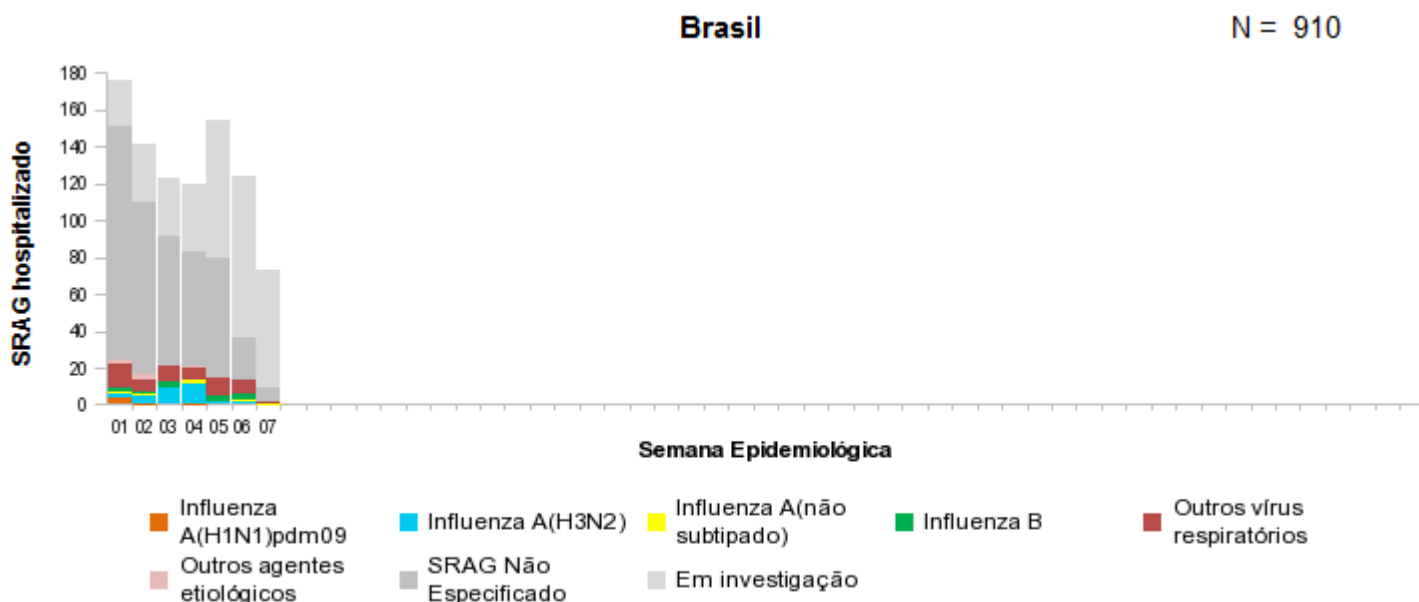 Brasil
N = 910
SRAG hospitalizado
180
160
140
120
100
80
60
40
20
0
01 02 03 04 05 06 07
Semana Epidemiológica
Influenza A(H1N1)pdm09
Influenza A(H3N2)
Influenza A(não subtipado)
Influenza B
Outros vírus respiratórios
Outros agentes etiológicos
SRAG Não Especificado
Em investigação